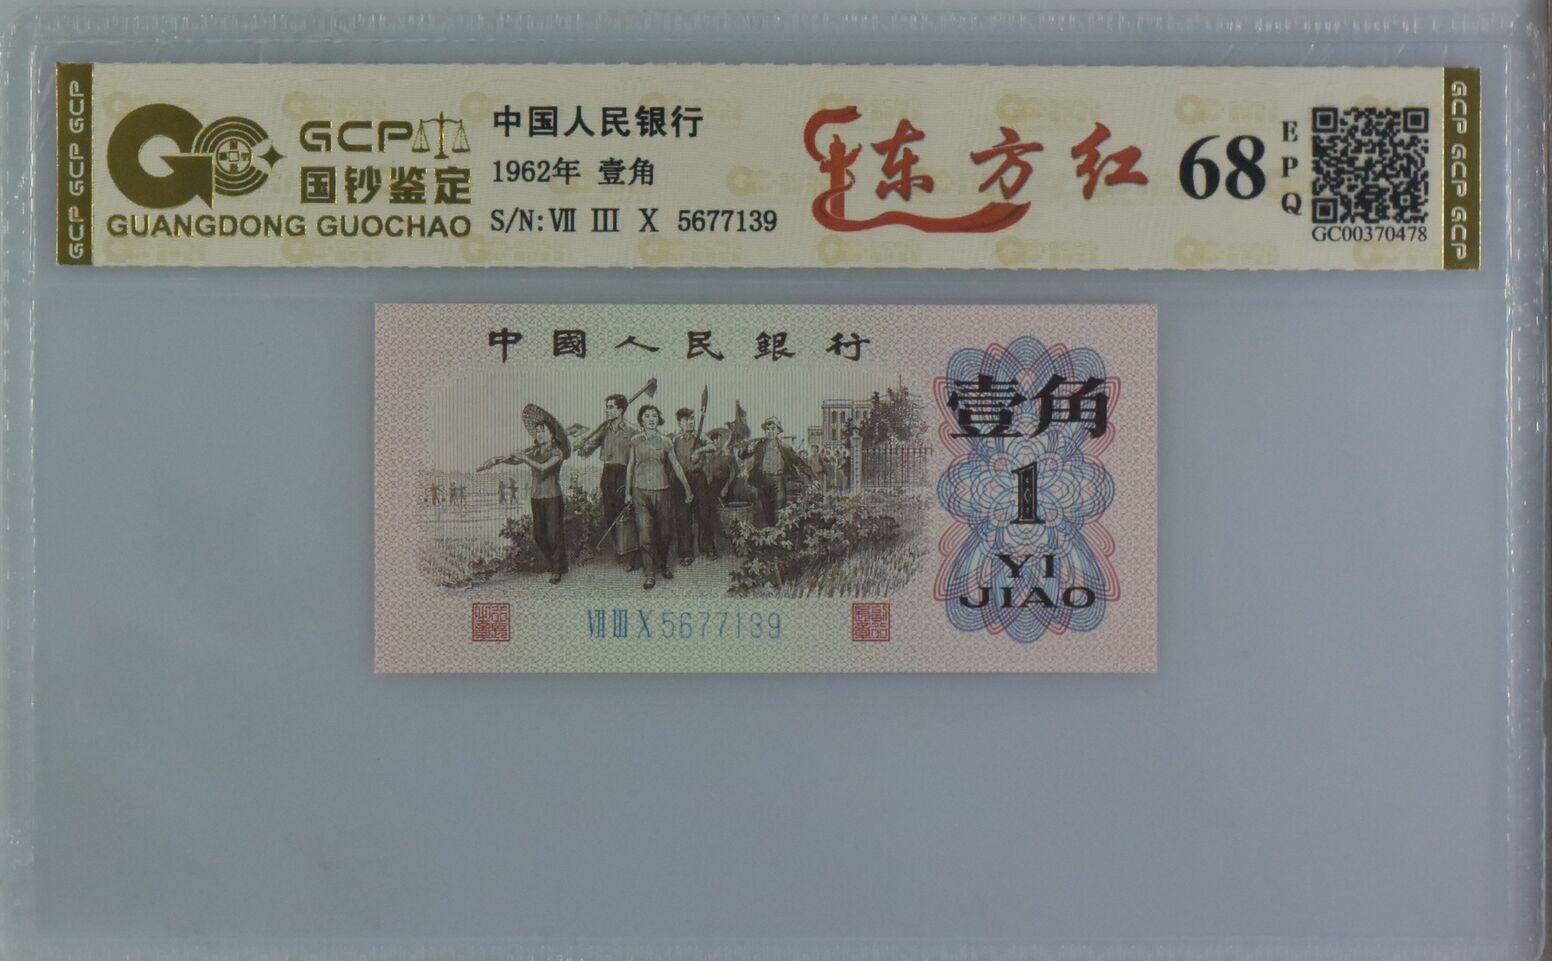 GCP GCP GCP
GCP
国钞鉴定
GUANGDONG GUOCHAO
中国人民银行
1962年 壹角
S/N: Ⅶ Ⅲ Ⅹ 5677139
东方红
68
EPQ
GC00370478
GCP GCP GCP
中國人民銀行
壹角
1
YI
JIAO
Ⅶ Ⅲ Ⅹ 5677139